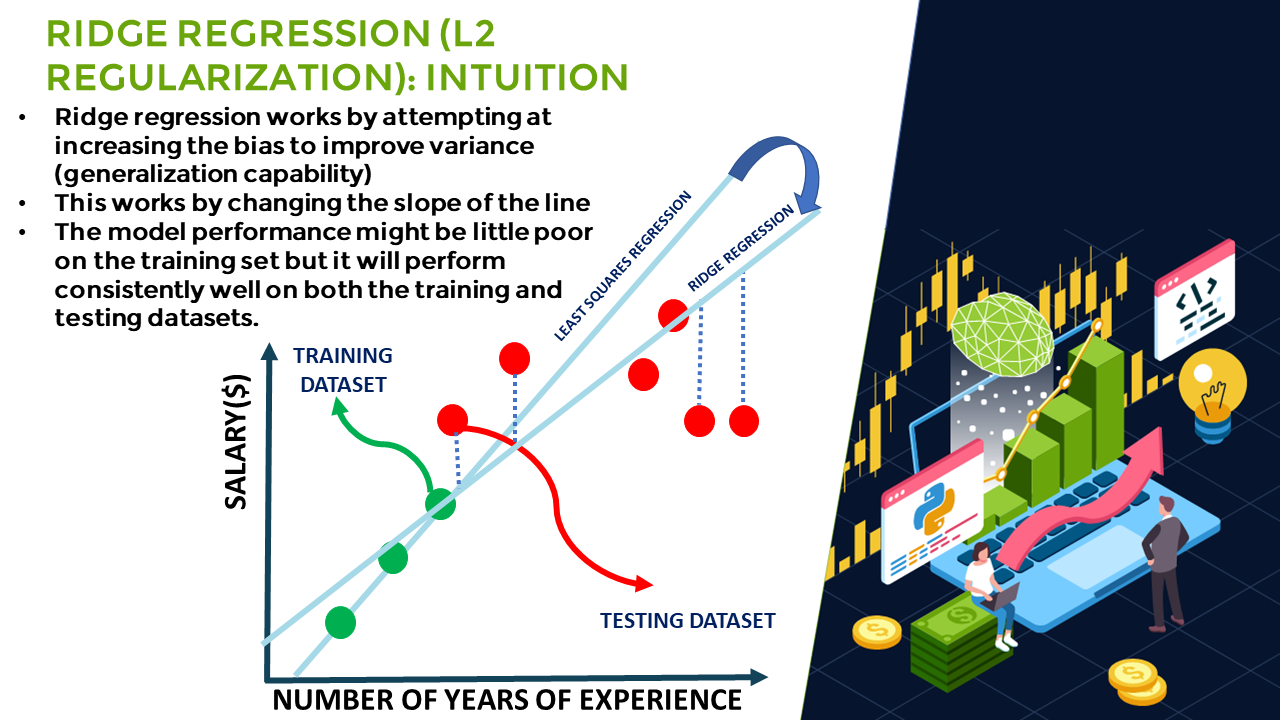 RIDGE REGRESSION (L2
REGULARIZATION): INTUITION
• Ridge regression works by attempting at
increasing the bias to improve variance
(generalization capability)
• This works by changing the slope of the line
• The model performance might be little poor
on the training set but it will perform
consistently well on both the training and
testing datasets.
LEAST SQUARES REGRESSION
RIDGE REGRESSION
TRAINING
DATASET
SALARY($)
TESTING DATASET
NUMBER OF YEARS OF EXPERIENCE